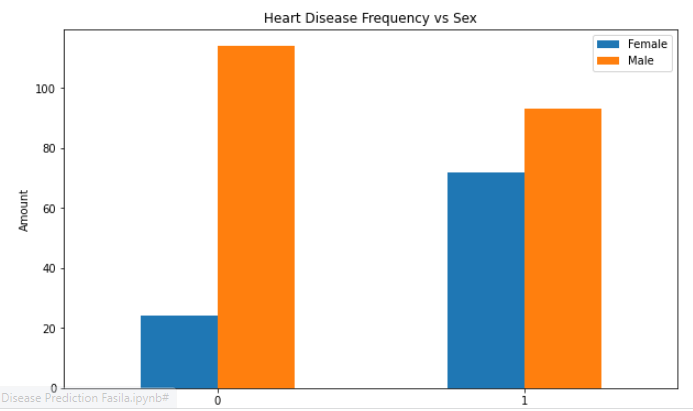 Heart Disease Frequency vs Sex
Female
Male
Amount
100
80
60
40
20
0
0
1
Disease Prediction Fasila.ipynb#